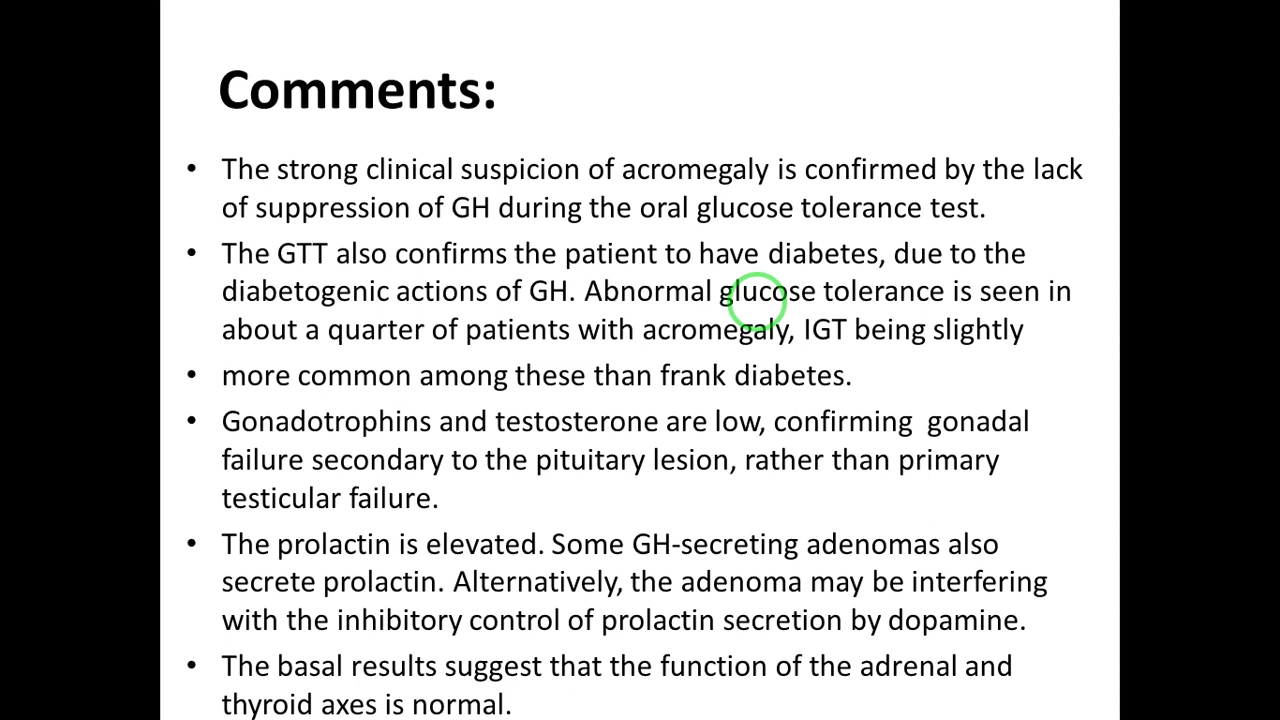 Comments:
• The strong clinical suspicion of acromegaly is confirmed by the lack
of suppression of GH during the oral glucose tolerance test.
• The GTT also confirms the patient to have diabetes, due to the
diabetogenic actions of GH. Abnormal glucose tolerance is seen in
about a quarter of patients with acromegaly, IGT being slightly
• more common among these than frank diabetes.
• Gonadotrophins and testosterone are low, confirming  gonadal
failure secondary to the pituitary lesion, rather than primary
testicular failure.
• The prolactin is elevated. Some GH-secreting adenomas also
secrete prolactin. Alternatively, the adenoma may be interfering
with the inhibitory control of prolactin secretion by dopamine.
• The basal results suggest that the function of the adrenal and
thyroid axes is normal.